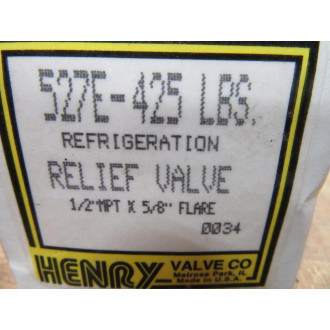 527E-425 LBS.
REFRIGERATION
RELIEF VALVE
1/2"MPT X 5/8" FLARE
0034
HENRY VALVE CO
Melrose Park, IL
Made in U.S.A.